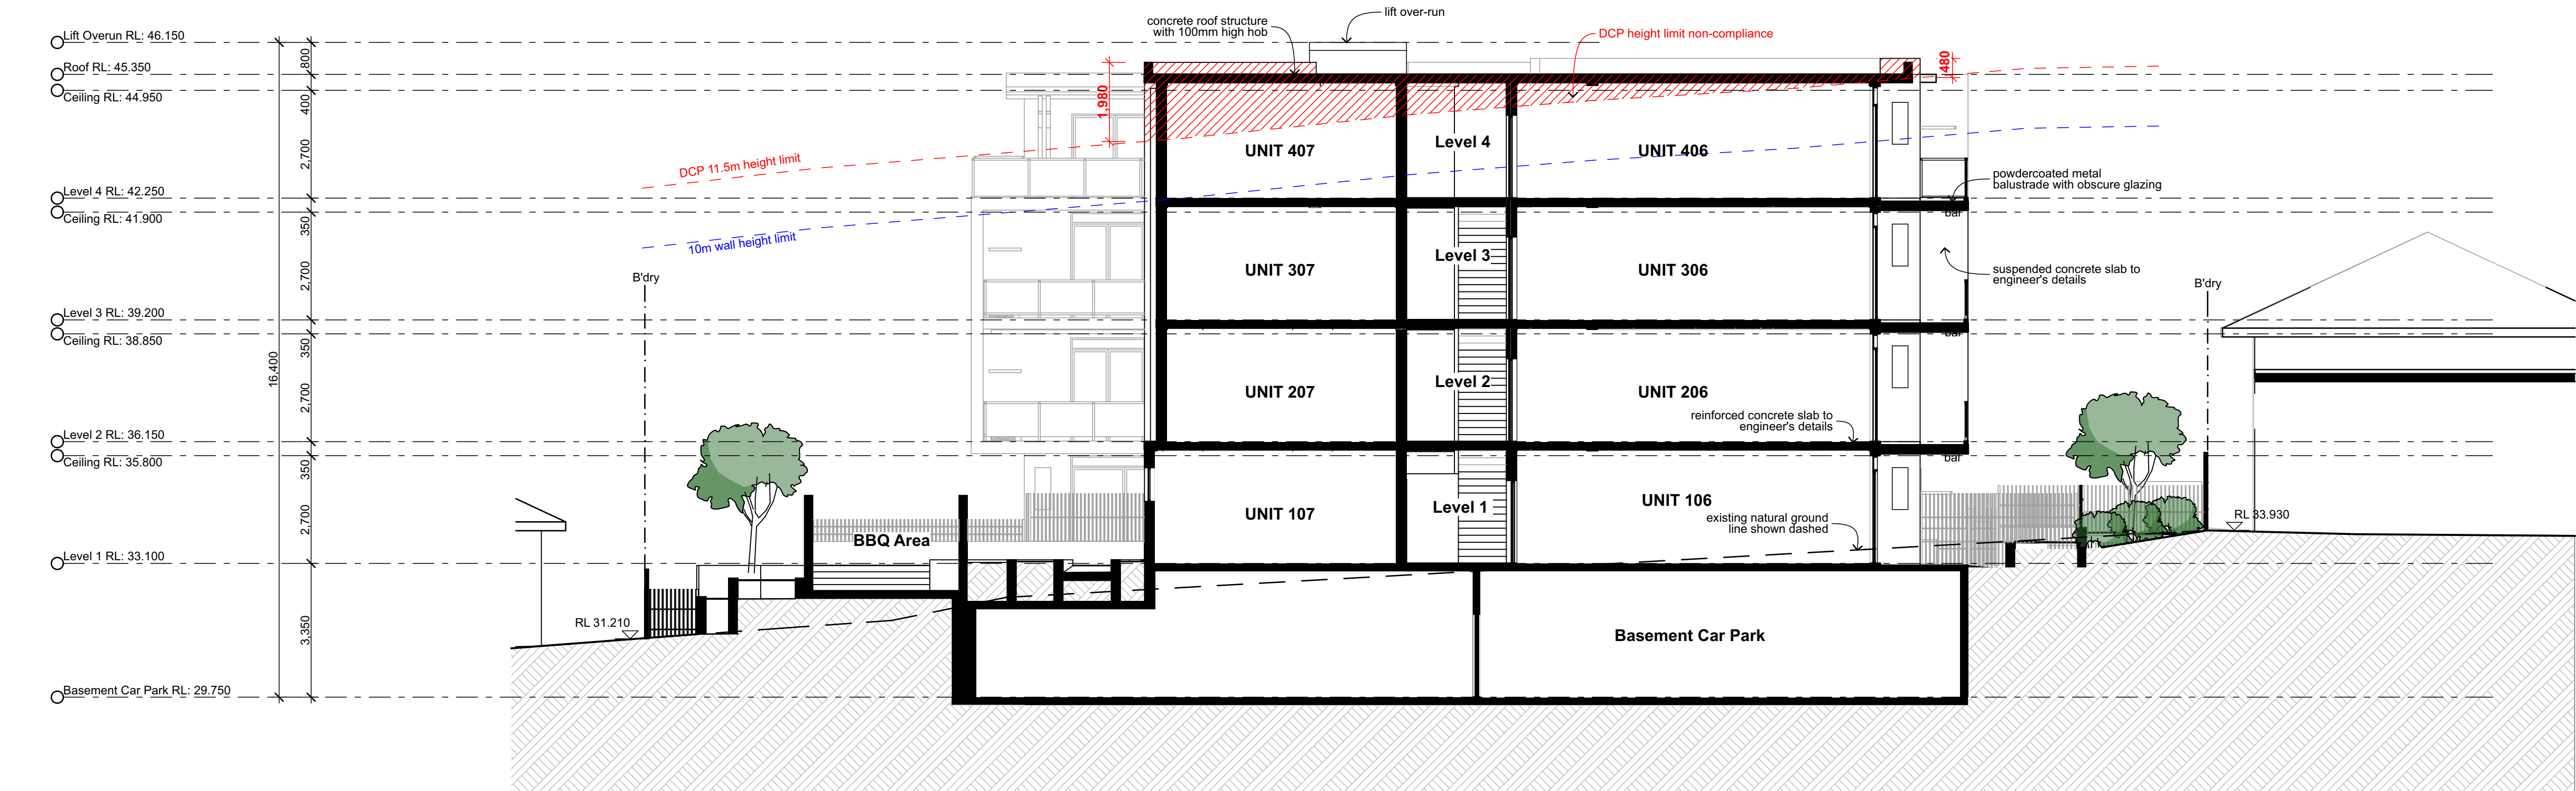 lift over-run
concrete roof structure
with 100mm high hob
DCP height limit non-compliance
Lift Overun RL: 46.150
Roof RL: 45.350
Ceiling RL: 44.950
Level 4 RL: 42.250
Ceiling RL: 41.900
Level 3 RL: 39.200
Ceiling RL: 38.850
Level 2 RL: 36.150
Ceiling RL: 35.800
Level 1 RL: 33.100
Basement Car Park RL: 29.750
16,400
800
400
2,700
350
2,700
350
2,700
350
2,700
3,350
1,980
480
DCP 11.5m height limit
10m wall height limit
B'dry
UNIT 407
Level 4
UNIT 406
powdercoated metal
balustrade with obscure glazing
bal
UNIT 307
Level 3
UNIT 306
suspended concrete slab to
engineer's details
B'dry
bal
UNIT 207
Level 2
UNIT 206
reinforced concrete slab to
engineer's details
bal
UNIT 107
Level 1
UNIT 106
existing natural ground
line shown dashed
BBQ Area
RL 33.930
RL 31.210
Basement Car Park